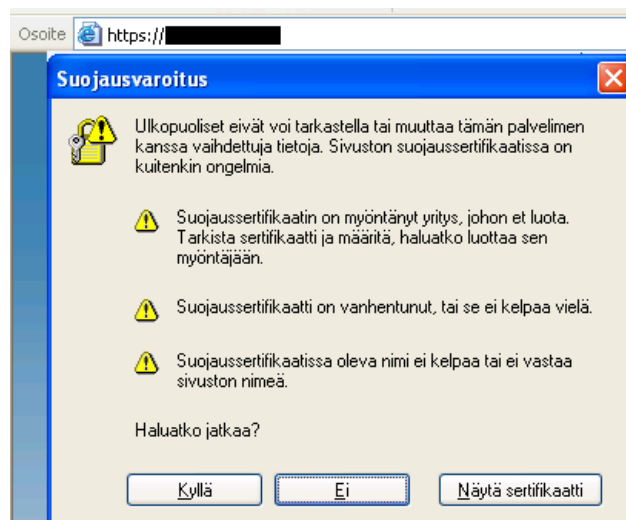 Osoite https://
Suojausvaroitus
Ulkopuoliset eivät voi tarkastella tai muuttaa tämän palvelimen
kanssa vaihdettuja tietoja. Sivuston suojaussertifikaatissa on
kuitenkin ongelmia.
Suojaussertifikaatin on myöntänyt yritys, johon et luota.
Tarkista sertifikaatti ja määritä, haluatko luottaa sen
myöntäjään.
Suojaussertifikaatti on vanhentunut, tai se ei kelpaa vielä.
Suojaussertifikaatissa oleva nimi ei kelpaa tai ei vastaa
sivuston nimeä.
Haluatko jatkaa?
Kyllä Ei Näytä sertifikaatti